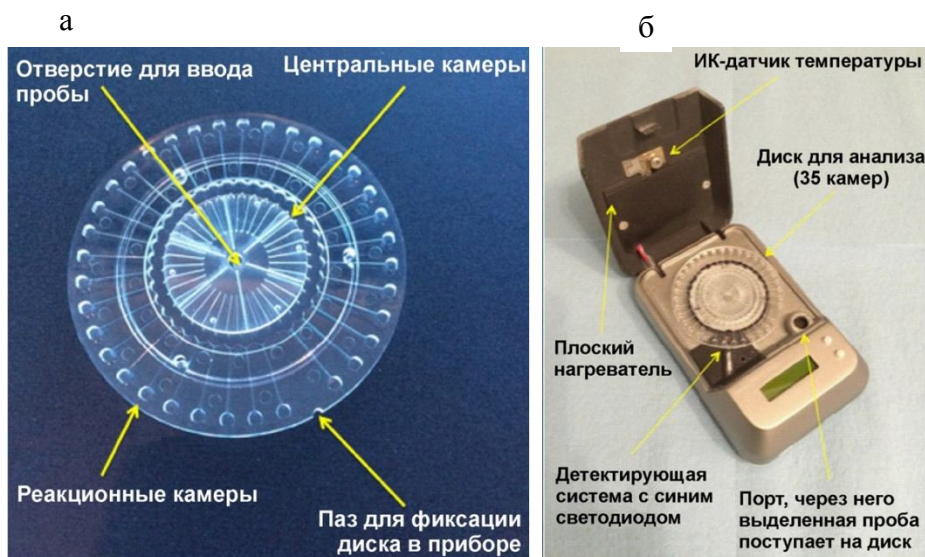 а
Отверстие для ввода
пробы
Центральные камеры
Реакционные камеры
Паз для фиксации
диска в приборе
б
ИК-датчик температуры
Диск для анализа
(35 камер)
Плоский
нагреватель
Детектирующая
система с синим
светодиодом
Порт, через него
выделенная проба
поступает на диск